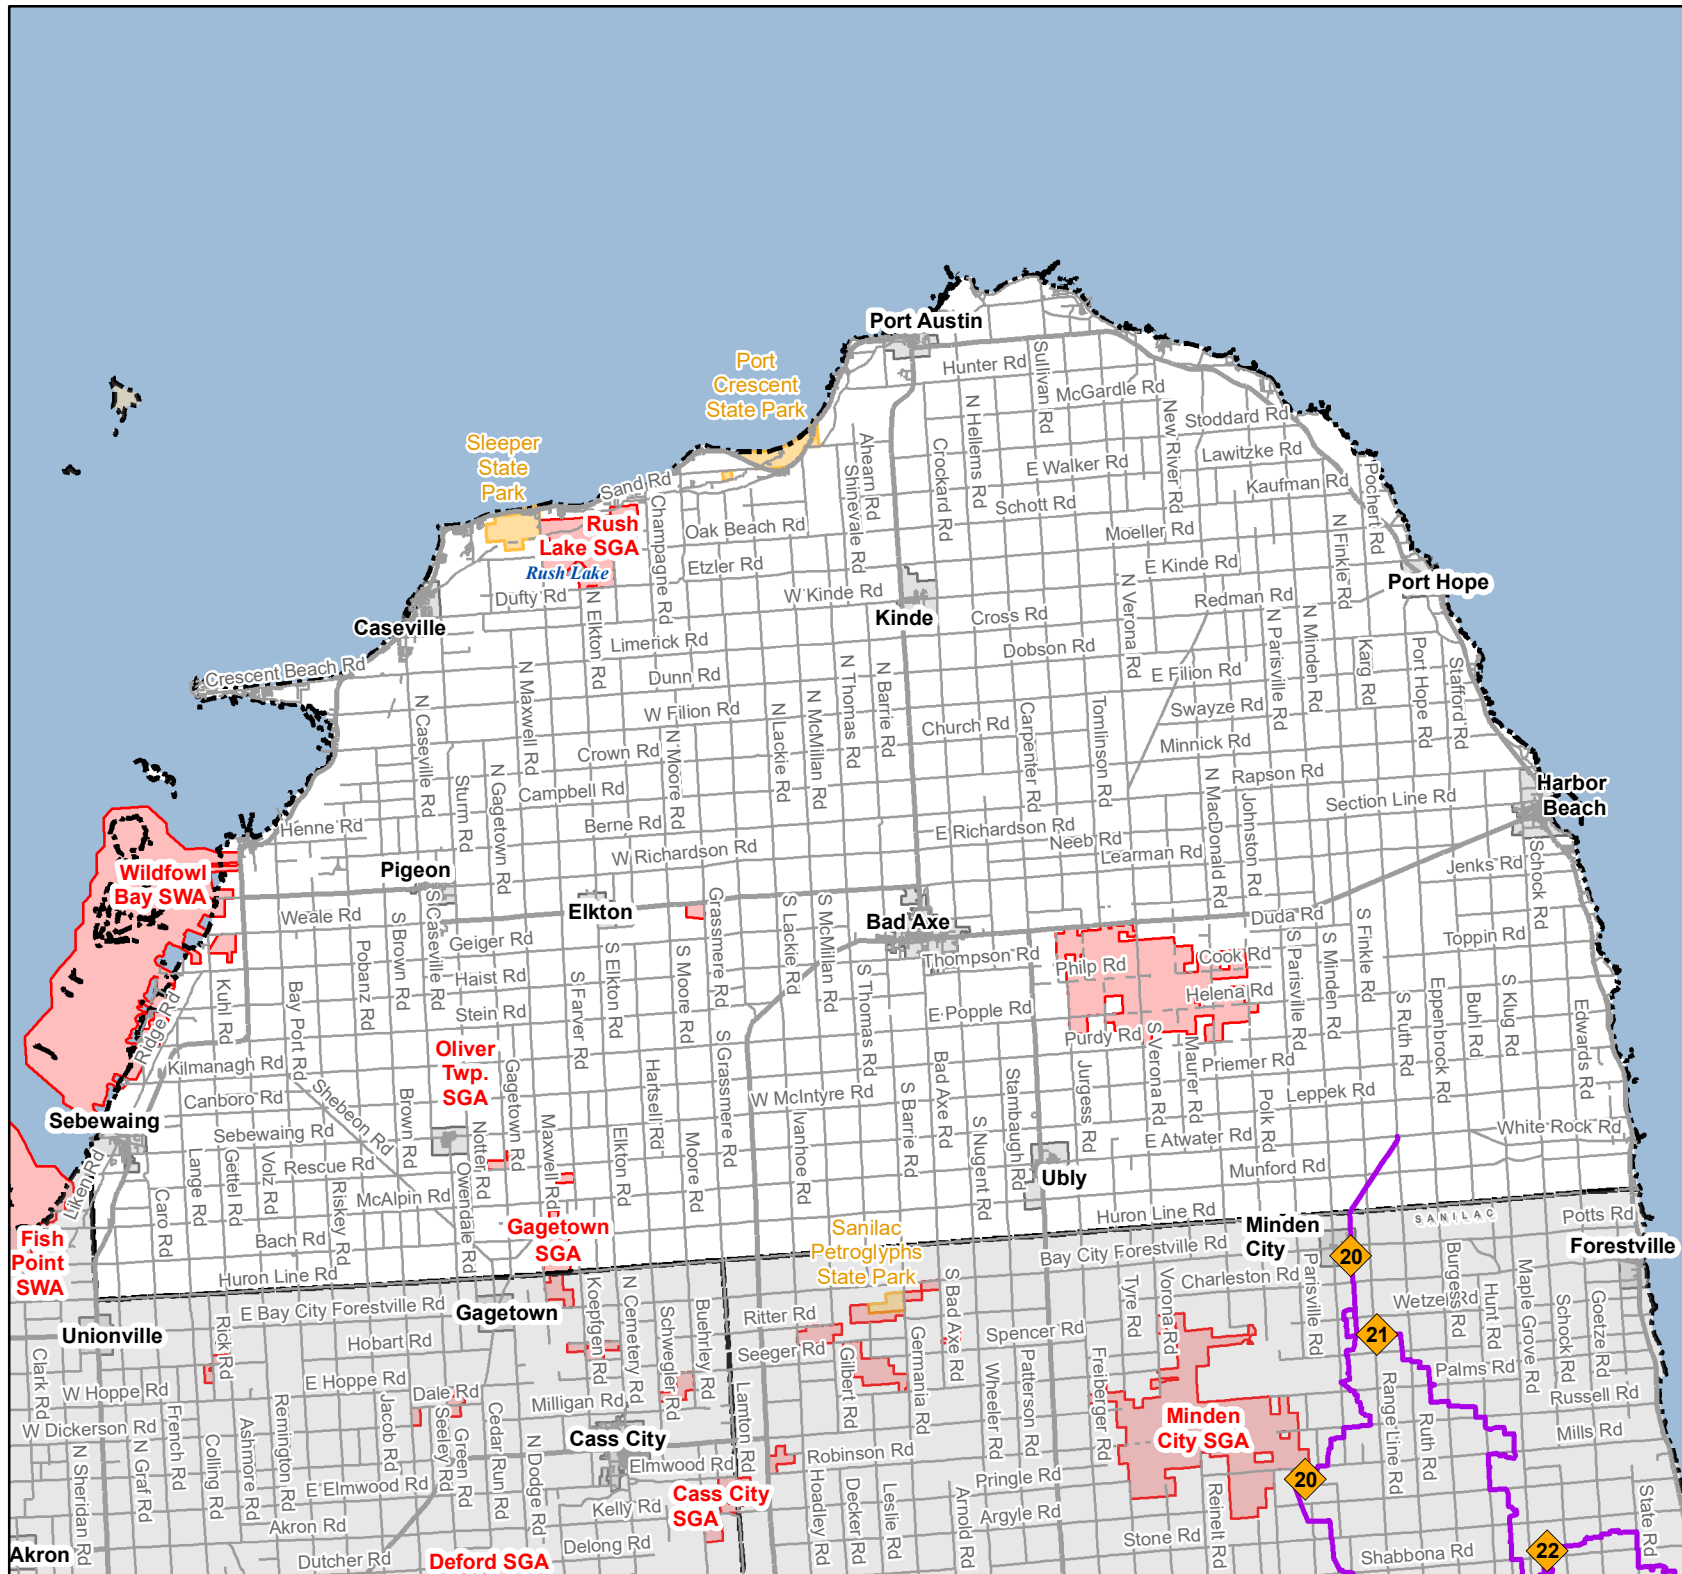 Port Austin
Hunter Rd
Sullivan Rd
McGardle Rd
Port
Crescent
State Park
N Hellems Rd
New River Rd
Stoddard Rd
Sleeper
State
Park
Ahearn Rd
Shinevale Rd
Crockard Rd
E Walker Rd
Lawitzke Rd
Sand Rd
Kaufman Rd
Pochert Rd
Champagne Rd
Schott Rd
Rush
Lake SGA
Oak Beach Rd
Moeller Rd
N Finkle Rd
Rush Lake
Etzler Rd
E Kinde Rd
Port Hope
Dufty Rd
N Elkton Rd
W Kinde Rd
N Verona Rd
Redman Rd
Caseville
Kinde
Cross Rd
N Parisville Rd
N Minden Rd
Limerick Rd
Dobson Rd
Karg Rd
Port Hope Rd
Stafford Rd
Crescent Beach Rd
Dunn Rd
E Filion Rd
N Caseville Rd
N Maxwell Rd
N Thomas Rd
N Barrie Rd
W Filion Rd
N Lackie Rd
N McMillan Rd
Church Rd
Carpenter Rd
Tomlinson Rd
Swayze Rd
Crown Rd
N Moore Rd
Minnick Rd
Sturm Rd
N Gagetown Rd
Campbell Rd
N MacDonald Rd
Rapson Rd
Johnston Rd
Harbor
Beach
Section Line Rd
Henne Rd
Berne Rd
E Richardson Rd
Neeb Rd
W Richardson Rd
Learman Rd
Schock Rd
Wildfowl
Bay SWA
Pigeon
Jenks Rd
Elkton
Grassmere Rd
S Lackie Rd
S McMillan Rd
Bad Axe
Duda Rd
Weale Rd
S Brown Rd
S Caseville Rd
Geiger Rd
S Finkle Rd
Toppin Rd
Pobanz Rd
Haist Rd
S Elkton Rd
S Moore Rd
Thompson Rd
Philp Rd
Cook Rd
S Parisville Rd
S Minden Rd
Kuhl Rd
Bay Port Rd
S Farver Rd
S Thomas Rd
Helena Rd
S Ruth Rd
Eppenbrock Rd
Buhl Rd
S Klug Rd
Edwards Rd
Ridge Rd
Stein Rd
E Popple Rd
Kilmanagh Rd
Oliver
Twp.
SGA
Gagetown Rd
Hartsell Rd
S Grassmere Rd
Purdy Rd
S Verona Rd
Maurer Rd
Priemer Rd
Canboro Rd
Shebeon Rd
Brown Rd
W McIntyre Rd
S Barrie Rd
Bad Axe Rd
Stambaugh Rd
Jurgess Rd
Polk Rd
Leppek Rd
Sebewaing
Sebewaing Rd
Notter Rd
Maxwell Rd
Elkton Rd
Moore Rd
Ivanhoe Rd
S Nugent Rd
E Atwater Rd
White Rock Rd
Liken Rd
Caro Rd
Lange Rd
Gettel Rd
Volz Rd
Rescue Rd
Riskey Rd
McAlpin Rd
Owendale Rd
Ubly
Munford Rd
Fish
Point
SWA
Bach Rd
Gagetown
SGA
Sanilac
Petroglyphs
State Park
Huron Line Rd
Minden
City
SANILAC
Potts Rd
Forestville
Huron Line Rd
Bay City Forestville Rd
20
E Bay City Forestville Rd
Gagetown
Koepfgen Rd
N Cemetery Rd
Schwegler Rd
Buehrley Rd
Ritter Rd
S Bad Axe Rd
Tyre Rd
Vorona Rd
Charleston Rd
Parisville Rd
Burgess Rd
Wetzel Rd
Hunt Rd
Maple Grove Rd
Schock Rd
Goetze Rd
Unionville
Rick Rd
Hobart Rd
Seeger Rd
Gilbert Rd
Germania Rd
Spencer Rd
21
Clark Rd
W Hoppe Rd
E Hoppe Rd
Dale Rd
Milligan Rd
Lamton Rd
Wheeler Rd
Patterson Rd
Freiberger Rd
Range Line Rd
Palms Rd
Russell Rd
W Dickerson Rd
French Rd
Remington Rd
Jacob Rd
Seeley Rd
Green Rd
Cedar Run Rd
Minden
City SGA
Ruth Rd
Mills Rd
N Sheridan Rd
N Graf Rd
Colling Rd
Ashmore Rd
N Dodge Rd
Cass City
Robinson Rd
Elmwood Rd
E Elmwood Rd
Kelly Rd
Cass City
SGA
Hoadley Rd
Decker Rd
Leslie Rd
Arnold Rd
Pringle Rd
Reinelt Rd
20
State Rd
Akron Rd
Argyle Rd
Delong Rd
Stone Rd
Akron
Dutcher Rd
Deford SGA
Shabbona Rd
22